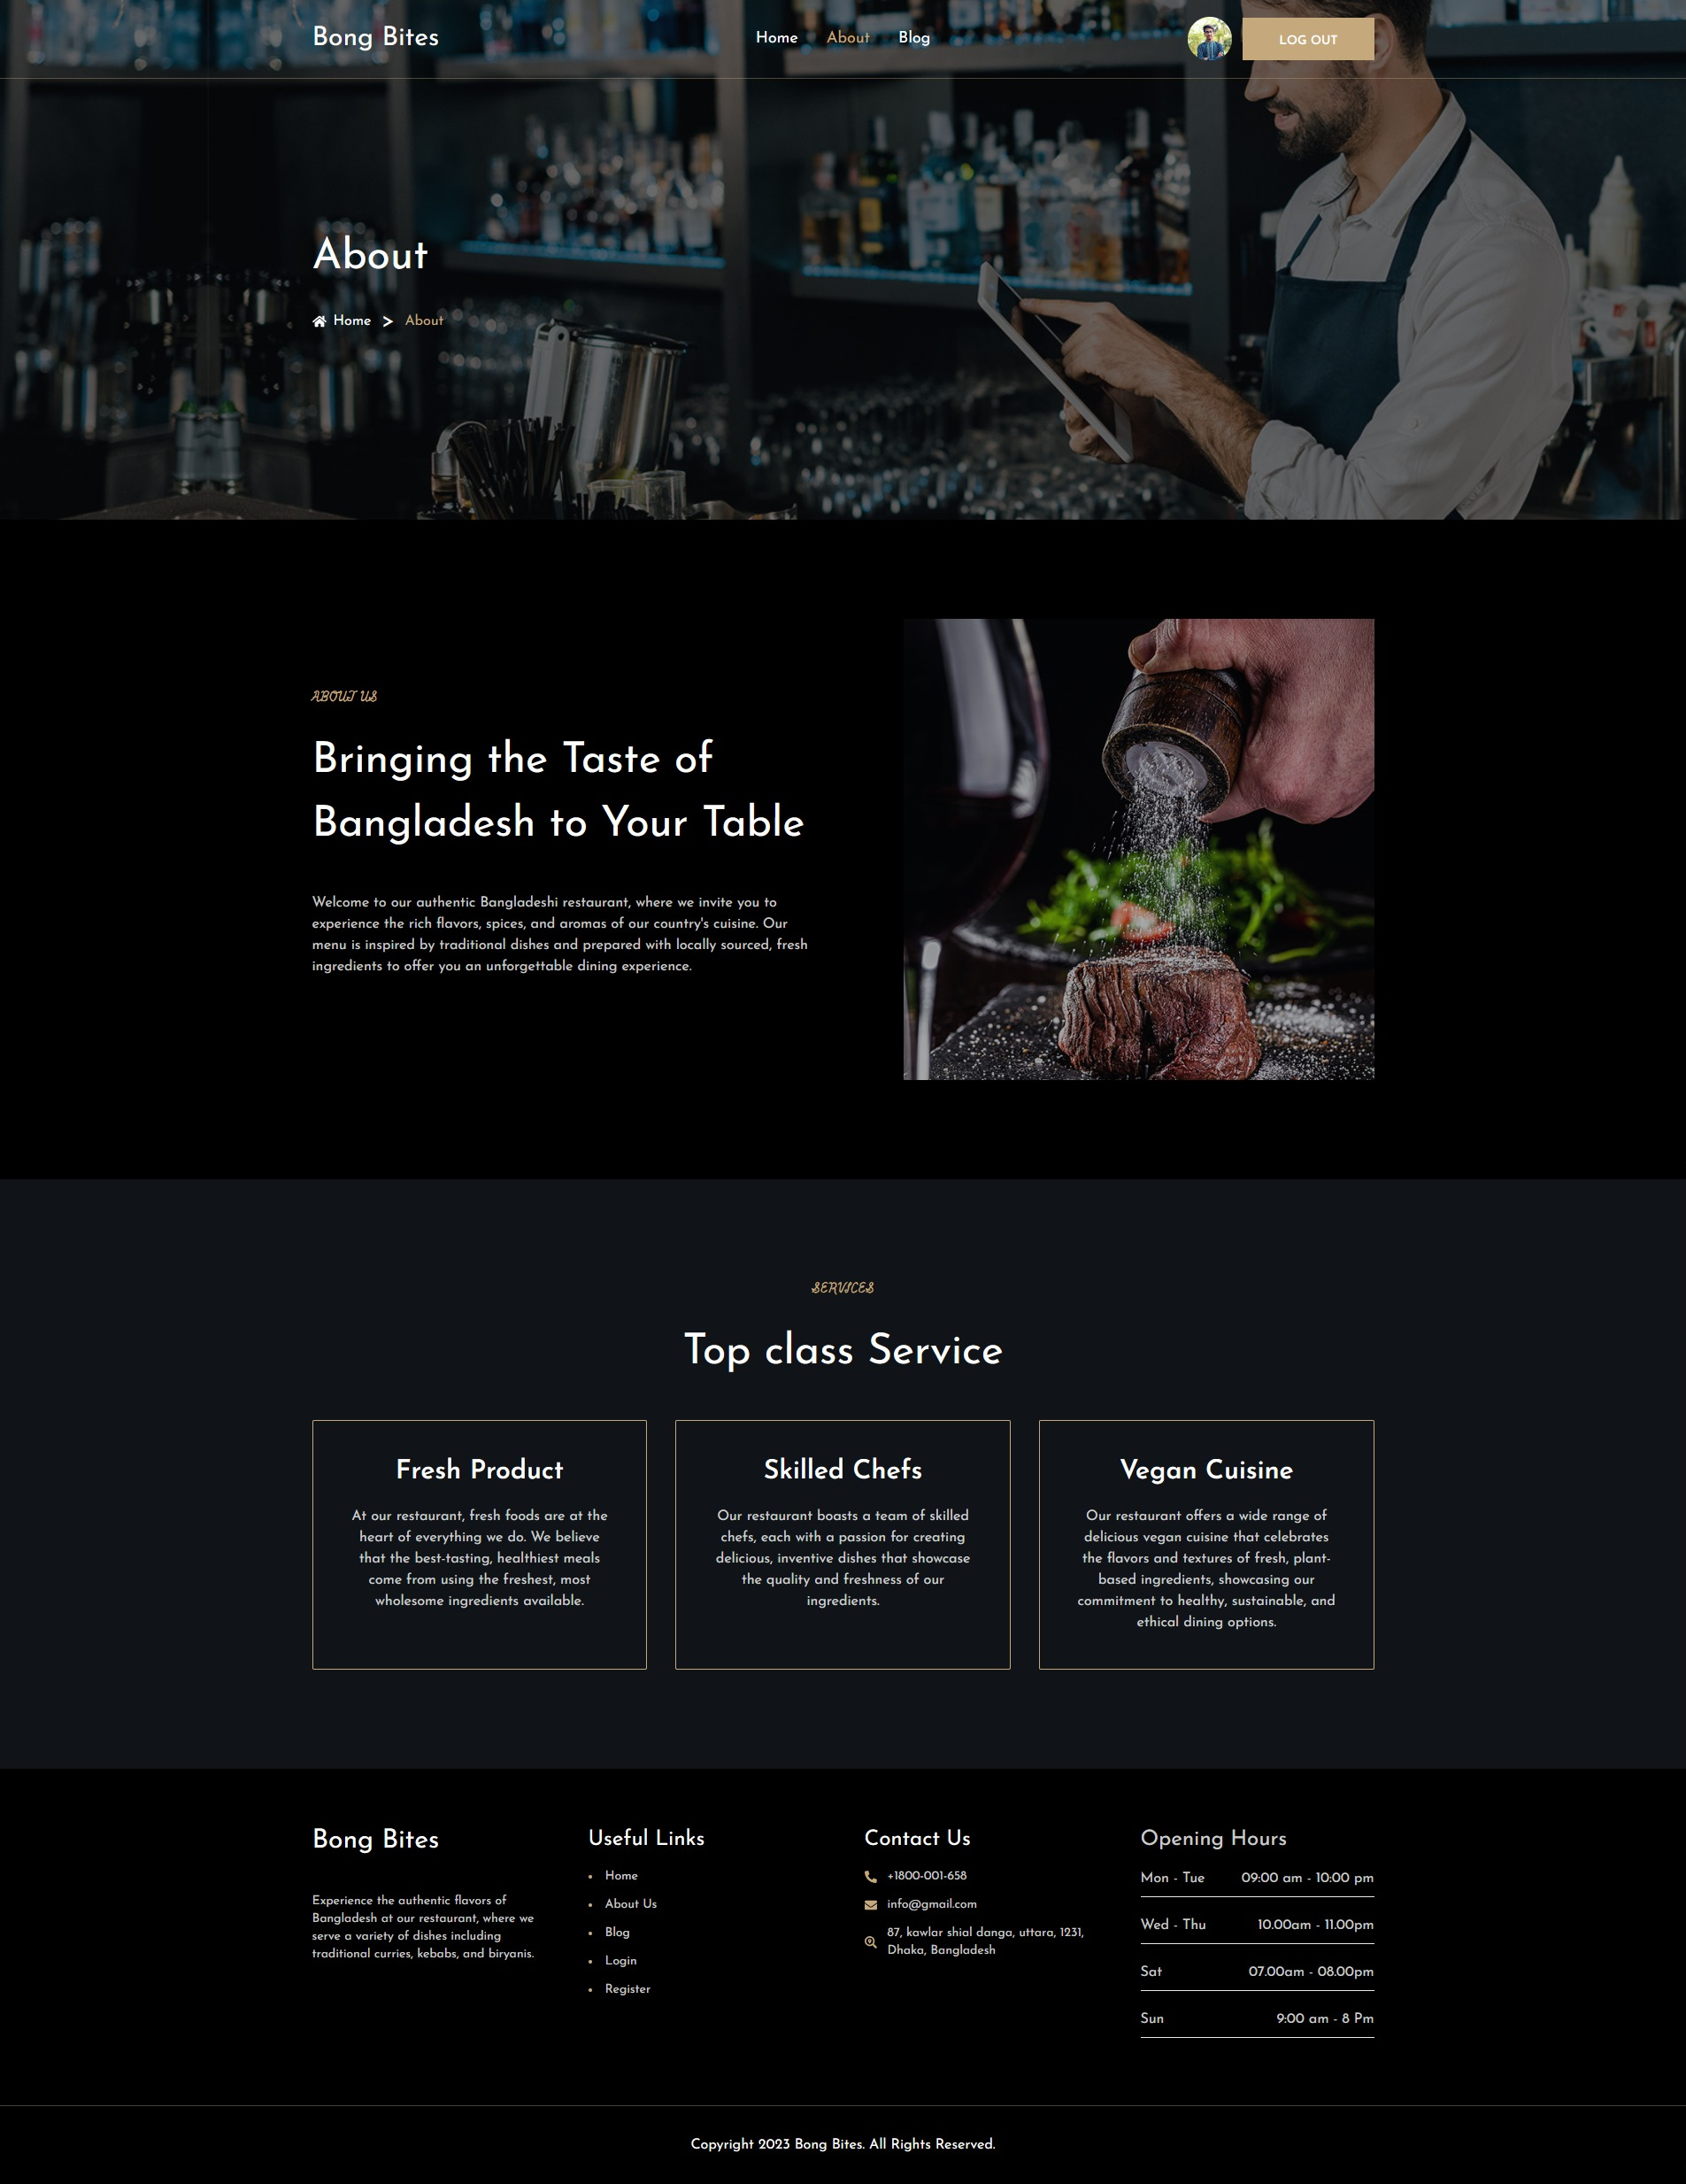 Bong Bites
Home
About
Blog
LOG OUT
About
Home > About
ABOUT US
Bringing the Taste of
Bangladesh to Your Table
Welcome to our authentic Bangladeshi restaurant, where we invite you to
experience the rich flavors, spices, and aromas of our country's cuisine. Our
menu is inspired by traditional dishes and prepared with locally sourced, fresh
ingredients to offer you an unforgettable dining experience.
SERVICES
Top class Service
Fresh Product
At our restaurant, fresh foods are at the
heart of everything we do. We believe
that the best-tasting, healthiest meals
come from using the freshest, most
wholesome ingredients available.
Skilled Chefs
Our restaurant boasts a team of skilled
chefs, each with a passion for creating
delicious, inventive dishes that showcase
the quality and freshness of our
ingredients.
Vegan Cuisine
Our restaurant offers a wide range of
delicious vegan cuisine that celebrates
the flavors and textures of fresh, plant-
based ingredients, showcasing our
commitment to healthy, sustainable, and
ethical dining options.
Bong Bites
Experience the authentic flavors of
Bangladesh at our restaurant, where we
serve a variety of dishes including
traditional curries, kebabs, and biryanis.
Useful Links
Home
About Us
Blog
Login
Register
Contact Us
+1800-001-658
info@gmail.com
87, kawlar shial danga, uttara, 1231,
Dhaka, Bangladesh
Opening Hours
Mon - Tue 09:00 am - 10:00 pm
Wed - Thu 10.00am - 11.00pm
Sat 07.00am - 08.00pm
Sun 9:00 am - 8 Pm
Copyright 2023 Bong Bites. All Rights Reserved.